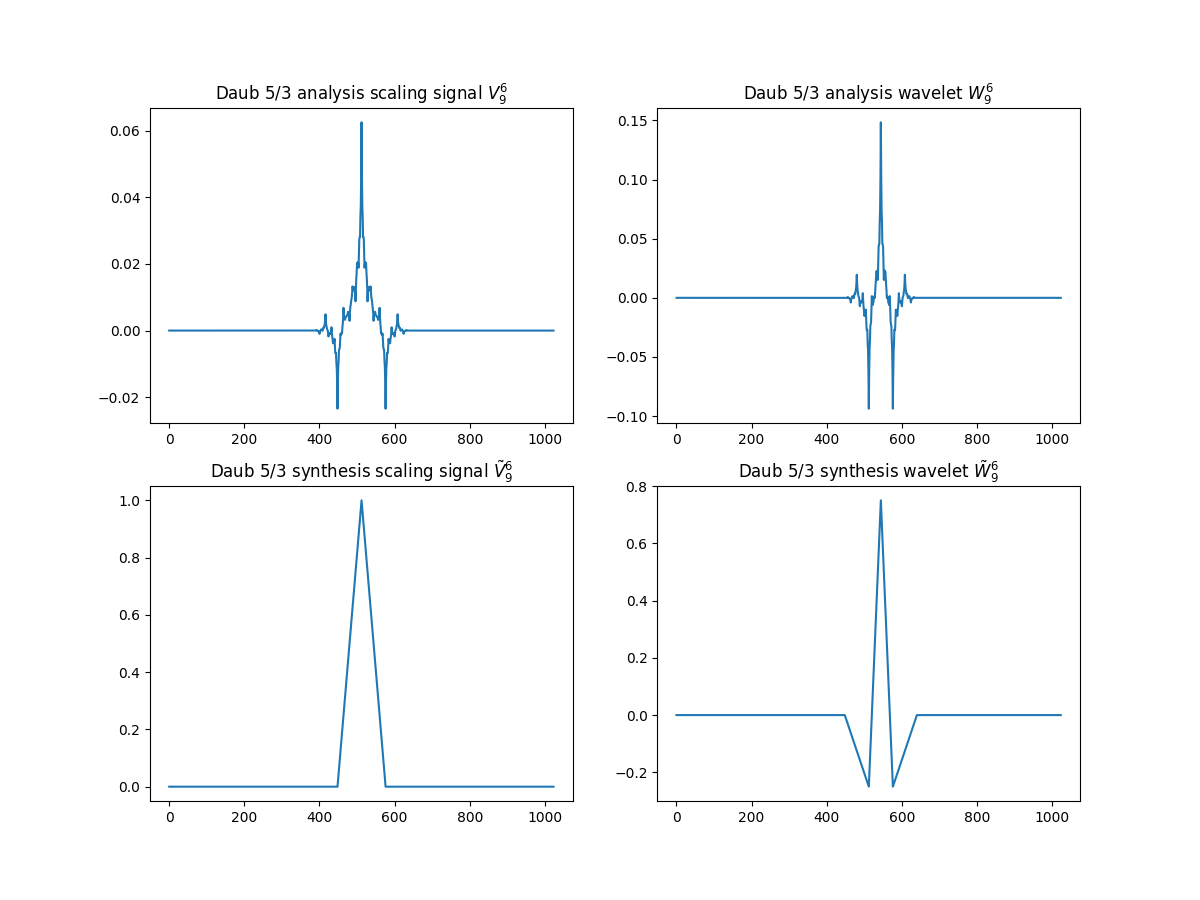 Daub 5/3 analysis scaling signal $V_9^6$
0.06
0.04
0.02
0.00
−0.02
0 200 400 600 800 1000
Daub 5/3 analysis wavelet $W_9^6$
0.15
0.10
0.05
0.00
−0.05
−0.10
0 200 400 600 800 1000
Daub 5/3 synthesis scaling signal $\tilde{V}_9^6$
1.0
0.8
0.6
0.4
0.2
0.0
0 200 400 600 800 1000
Daub 5/3 synthesis wavelet $\tilde{W}_9^6$
0.8
0.6
0.4
0.2
0.0
−0.2
0 200 400 600 800 1000